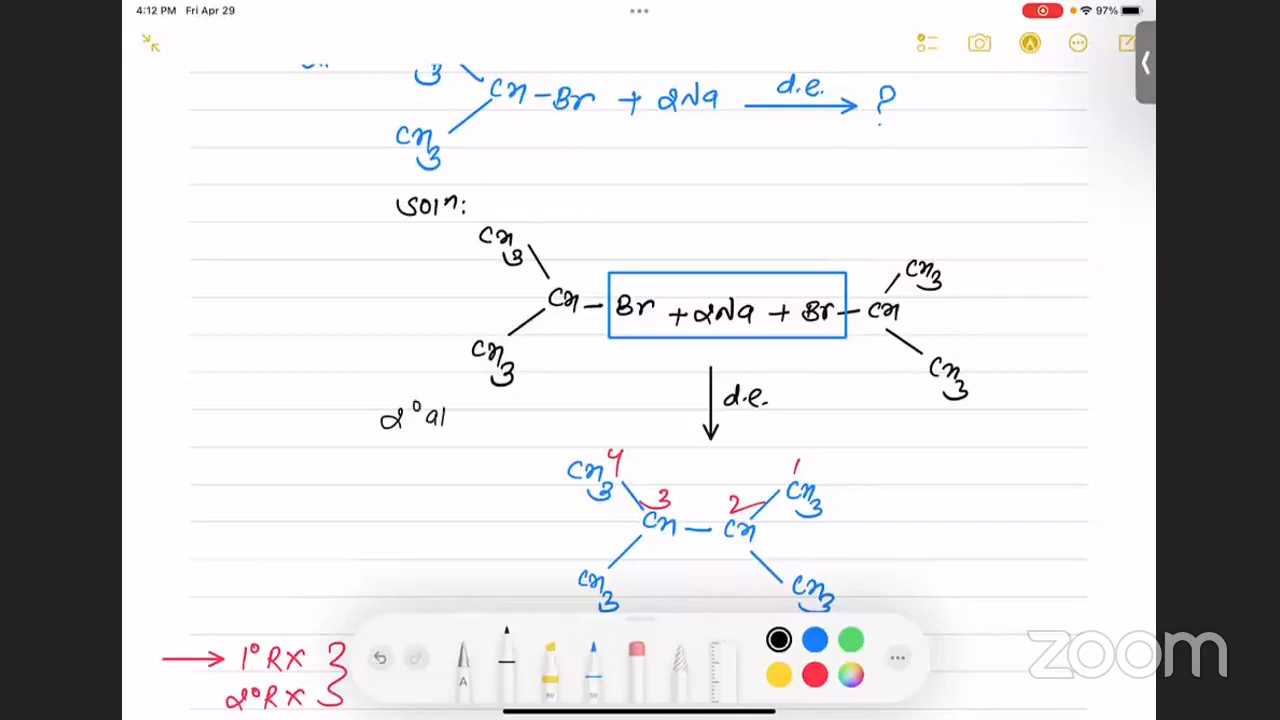 4:12 PM Fri Apr 29
97%
CH3
CH-Br + 2Na d.e. → ?
CH3
Soln:
CH3
CH3
CH-Br + 2Na + Br-CH
CH3
CH3
d.e.
2° al
CH3 4
1 CH3
3
2
CH-CH
CH3
CH3
→ 1° RX }
2° RX }
A
80
50
zoom